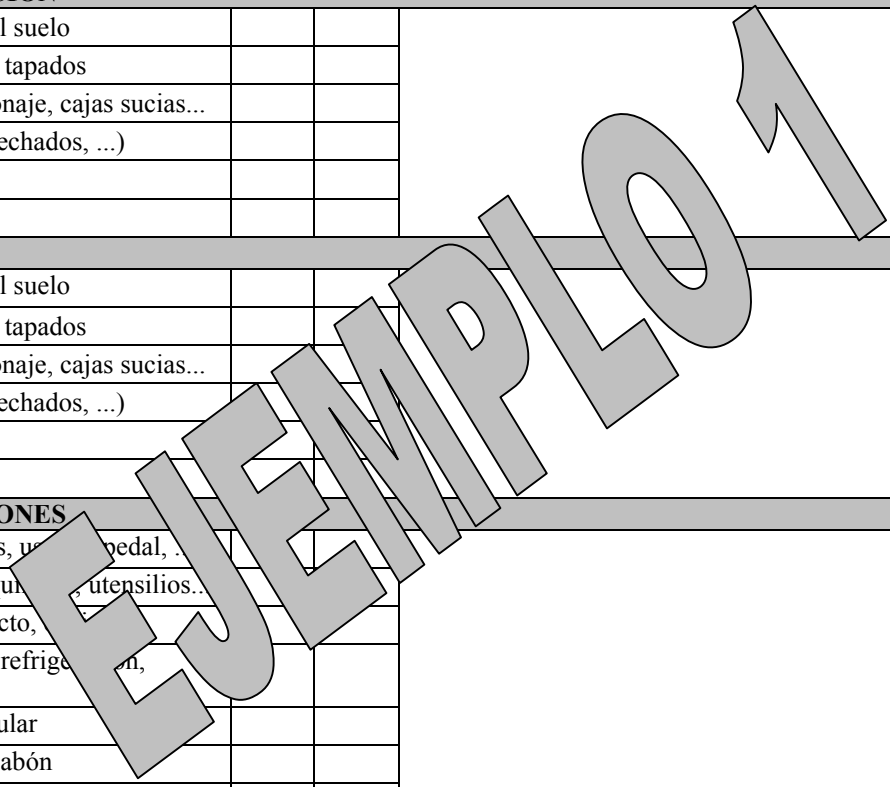 l suelo
tapados
onaje, cajas sucias...
echados, ...)
l suelo
tapados
onaje, cajas sucias...
echados, ...)
ONES
pedal, ...
utensilios...
cto,
refrige
ular
abón
EJEMPLO 1